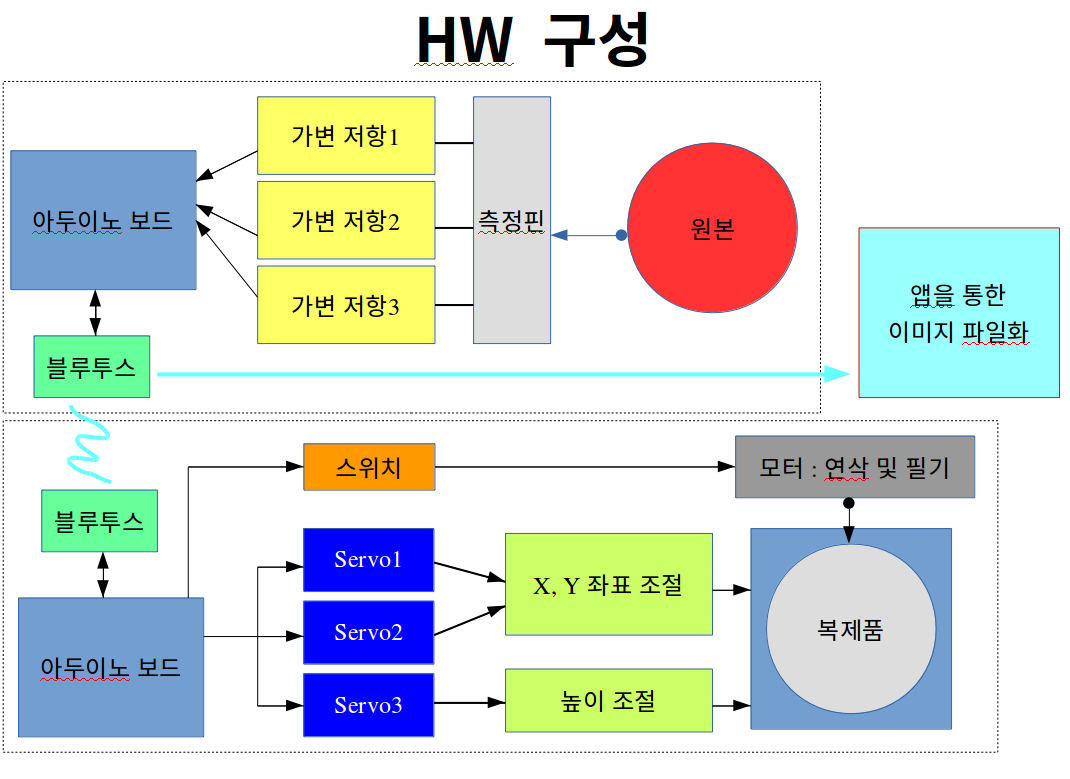 HW 구성
가변 저항1
가변 저항2
가변 저항3
아두이노 보드
측정핀
원본
블루투스
앱을 통한
이미지 파일화
블루투스
아두이노 보드
스위치
모터 : 연삭 및 필기
Servo1
Servo2
Servo3
X, Y 좌표 조절
높이 조절
복제품